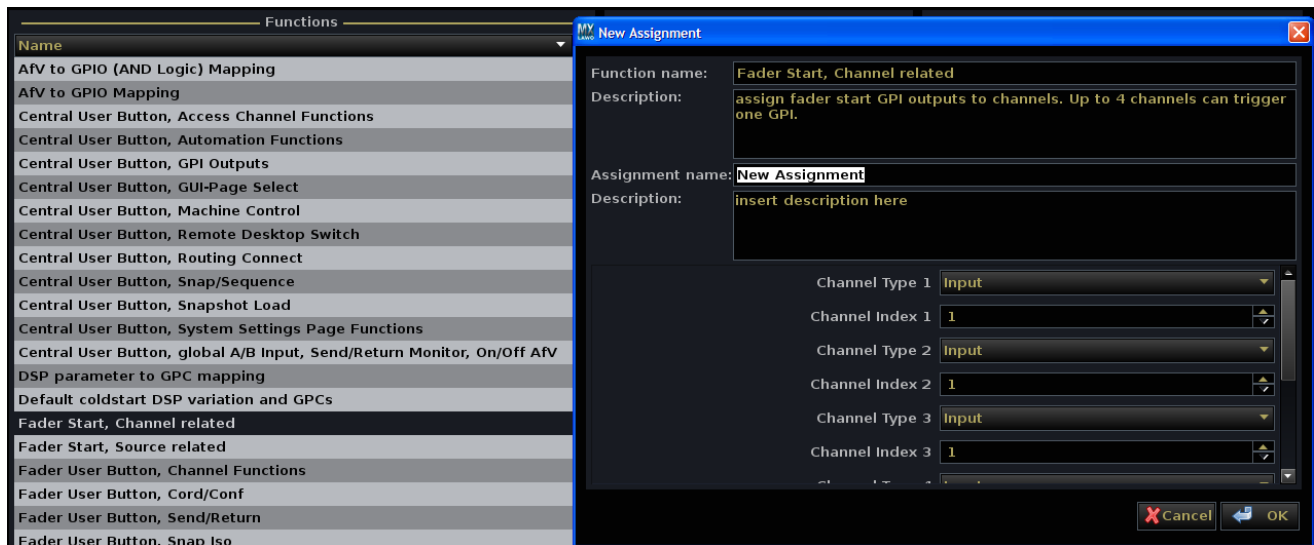 Functions
Name
AfV to GPIO (AND Logic) Mapping
AfV to GPIO Mapping
Central User Button, Access Channel Functions
Central User Button, Automation Functions
Central User Button, GPI Outputs
Central User Button, GUI-Page Select
Central User Button, Machine Control
Central User Button, Remote Desktop Switch
Central User Button, Routing Connect
Central User Button, Snap/Sequence
Central User Button, Snapshot Load
Central User Button, System Settings Page Functions
Central User Button, global A/B Input, Send/Return Monitor, On/Off AfV
DSP parameter to GPC mapping
Default coldstart DSP variation and GPCs
Fader Start, Channel related
Fader Start, Source related
Fader User Button, Channel Functions
Fader User Button, Cord/Conf
Fader User Button, Send/Return
Fader User Button, Snap Iso
MX LAWO New Assignment
Function name: Fader Start, Channel related
Description: assign fader start GPI outputs to channels. Up to 4 channels can trigger
one GPI.
Assignment name: New Assignment
Description: insert description here
Channel Type 1 Input
Channel Index 1 1
Channel Type 2 Input
Channel Index 2 1
Channel Type 3 Input
Channel Index 3 1
Cancel OK